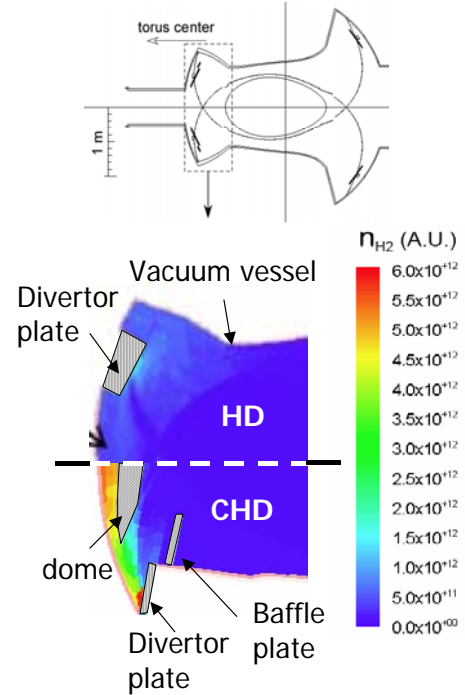 torus center
1 m
n_H2 (A.U.)
Vacuum vessel
Divertor
plate
HD
CHD
dome
Divertor
plate
Baffle
plate
6.0x10+12
5.5x10+12
5.0x10+12
4.5x10+12
4.0x10+12
3.5x10+12
3.0x10+12
2.5x10+12
2.0x10+12
1.5x10+12
1.0x10+12
5.0x10+11
0.0x10+00